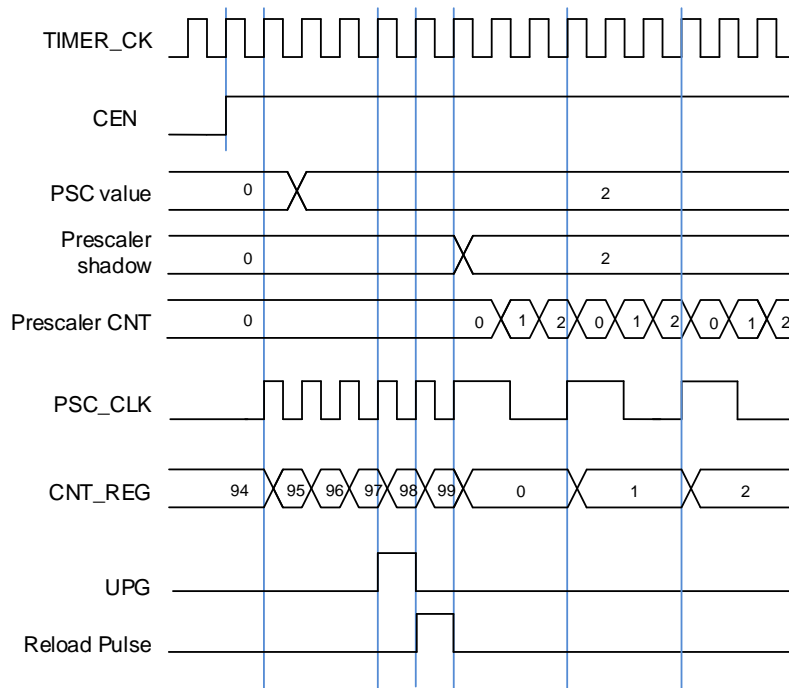 TIMER_CK
CEN
PSC value 0 2
Prescaler
shadow 0 2
Prescaler CNT 0 0 1 2 0 1 2 0 1 2
PSC_CLK
CNT_REG 94 95 96 97 98 99 0 1 2
UPG
Reload Pulse